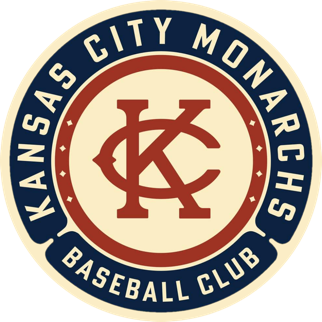 KANSAS CITY MONARCHS
KC
BASEBALL CLUB